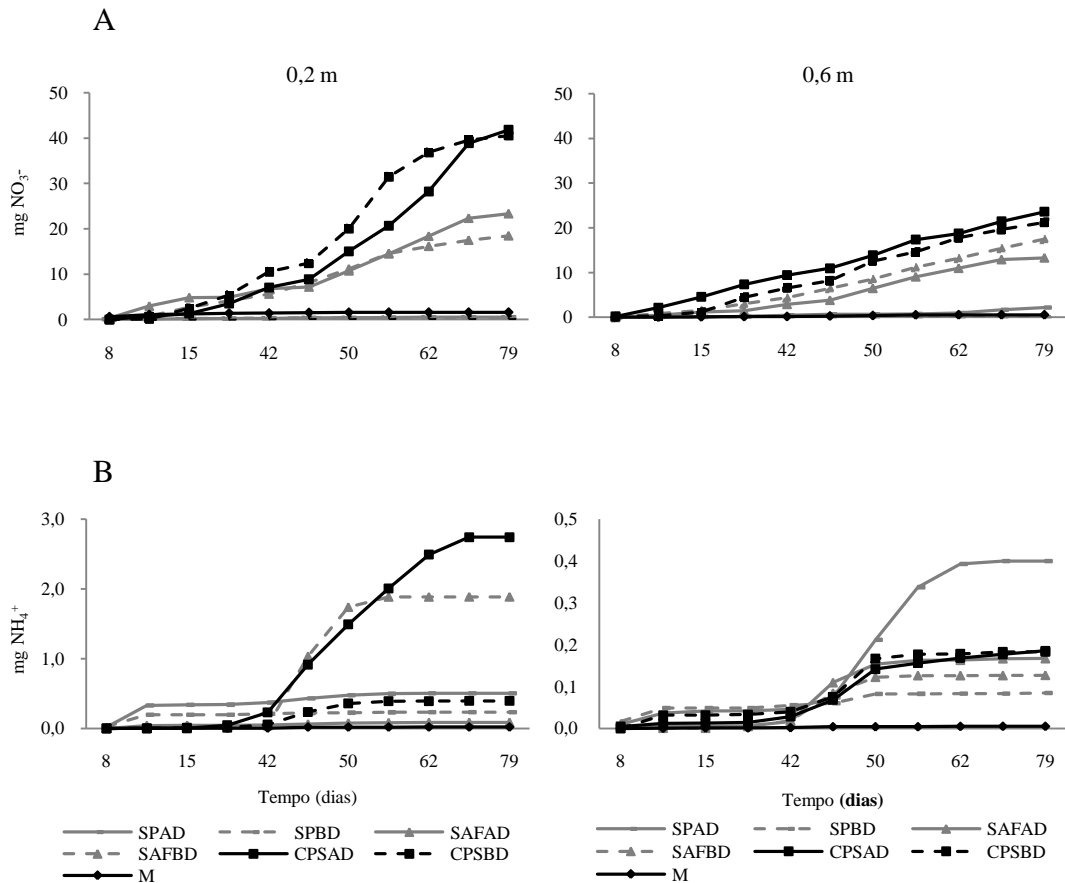 A
0,2 m
0,6 m
mg NO₃-
50
40
30
20
10
0
8 15 42 50 62 79
50
40
30
20
10
0
8 15 42 50 62 79
B
mg NH₄⁺
3,0
2,0
1,0
0,0
8 15 42 50 62 79
Tempo (dias)
0,5
0,4
0,3
0,2
0,1
0,0
8 15 42 50 62 79
Tempo (dias)
SPAD SPBD SAFAD
SAFBD CPSAD CPSBD
M
SPAD SPBD SAFAD
SAFBD CPSAD CPSBD
M